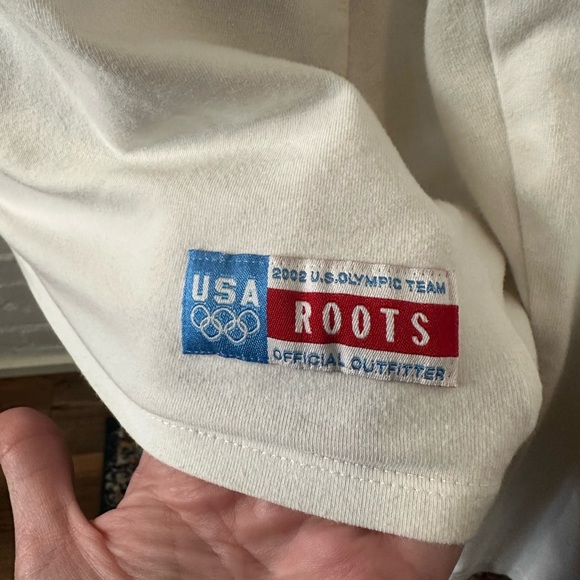 USA
2002 U.S.OLYMPIC TEAM
ROOTS
OFFICIAL OUTFITTER